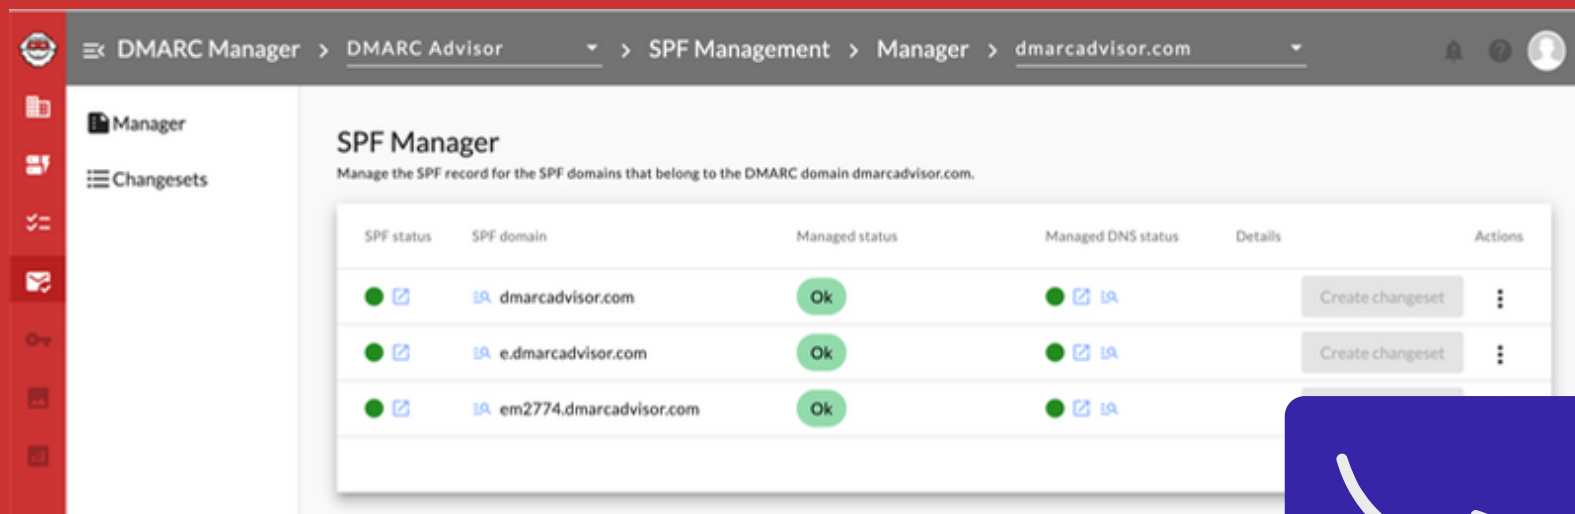 DMARC Manager > DMARC Advisor > SPF Management > Manager > dmarcadvisor.com
Manager
Changesets
SPF Manager
Manage the SPF record for the SPF domains that belong to the DMARC domain dmarcadvisor.com.
SPF status SPF domain Managed status Managed DNS status Details Actions
dmarcadvisor.com Ok Create changeset
e.dmarcadvisor.com Ok Create changeset
em2774.dmarcadvisor.com Ok